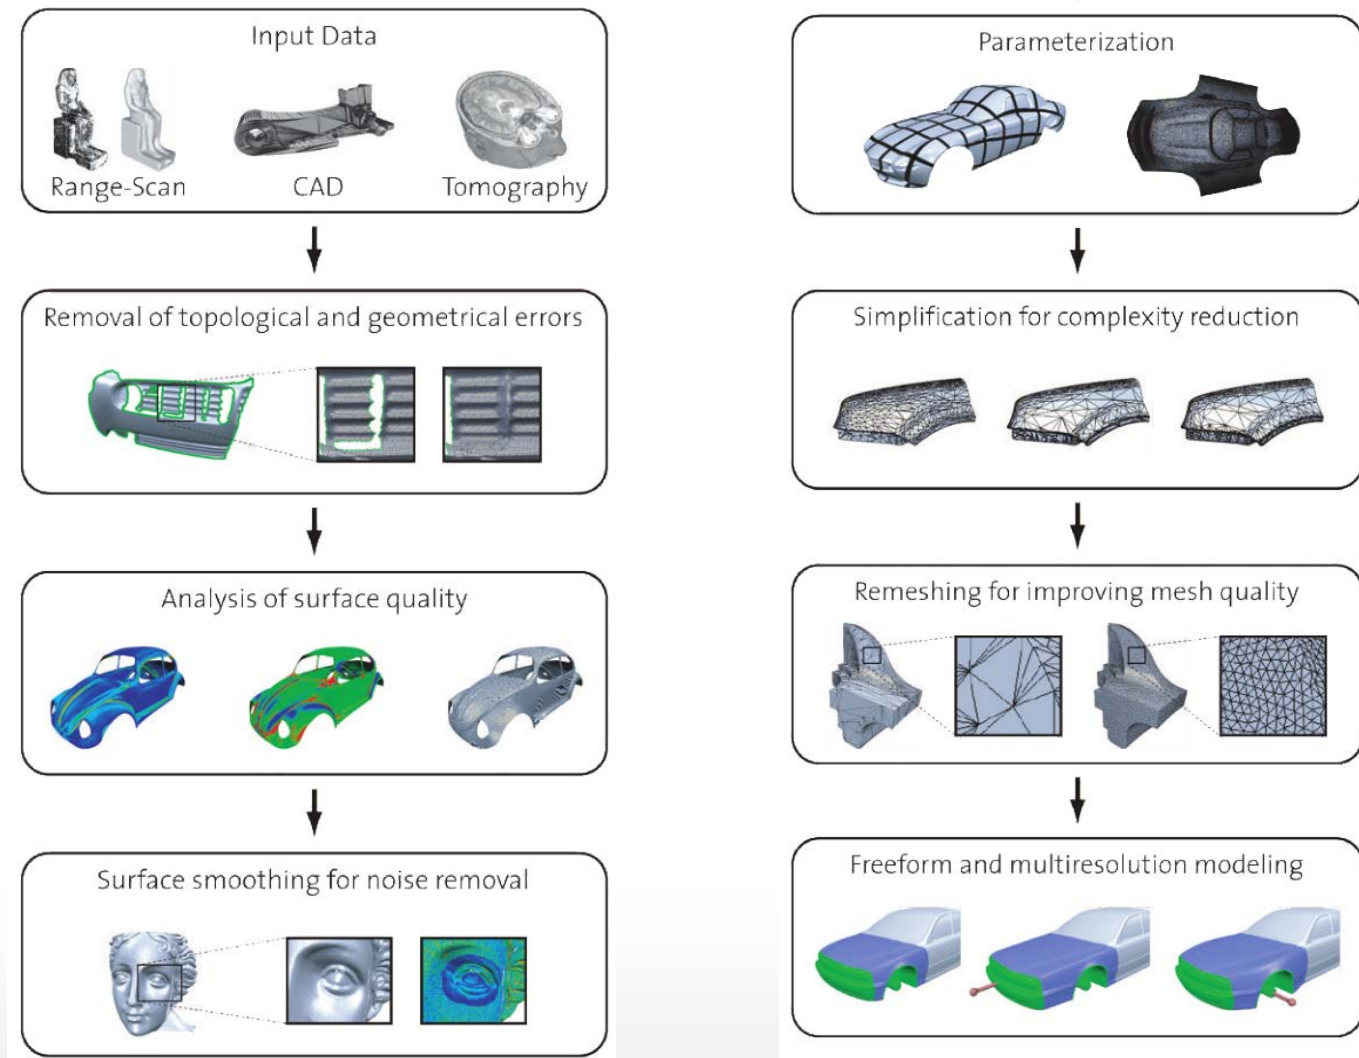 Input Data
Range-Scan
CAD
Tomography
Removal of topological and geometrical errors
Analysis of surface quality
Surface smoothing for noise removal
Parameterization
Simplification for complexity reduction
Remeshing for improving mesh quality
Freeform and multiresolution modeling